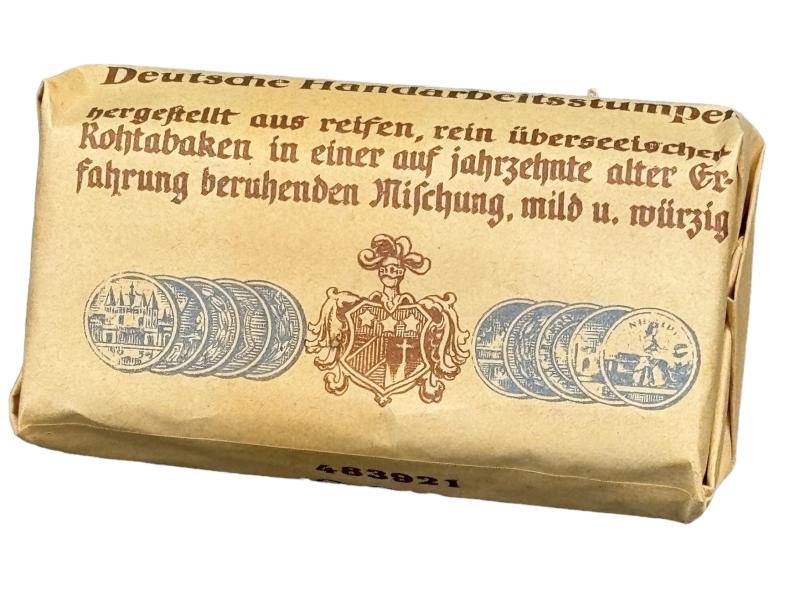 Deutsche Handarbeitsstumpen
hergestellt aus reifen, rein überseeischen
Rohtabaken in einer auf jahrzehnte alter Er-
fahrung beruhenden Mischung, mild u. würzig
483921